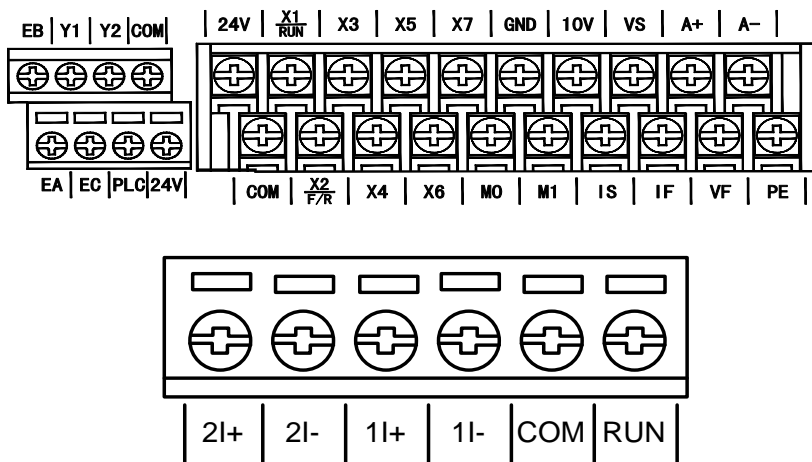 24V X1/RUN X3 X5 X7 GND 10V VS A+ A-
EB Y1 Y2 COM
EA EC PLC 24V
COM X2/F/R X4 X6 M0 M1 IS IF VF PE
2I+ 2I- 1I+ 1I- COM RUN